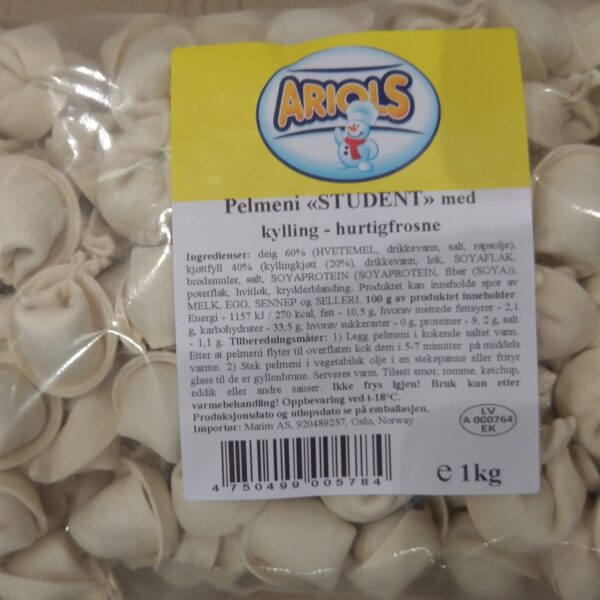 ARIOLS
Pelmeni «STUDENT» med
kylling - hurtigfrosne
Ingredienser: deig 60% (HVETEMEL, drikkevann, salt, rapsolje),
kjøttfyll 40% (kyllingkjøtt (20%), drikkevann, løk, SOYAFLAK,
brødsmuler, salt, SOYAPROTEIN (SOYAPROTEIN, fiber (SOYA)),
potetflak, hvitløk, krydderblanding. Produktet kan inneholde spor av
MELK, EGG, SENNEP og SELLERI. 100 g av produktet inneholder:
Energi - 1157 kJ / 270 kcal, fett - 10,5 g, hvorav mettede fettsyrer - 2,1
g, karbohydrater - 33,5 g, hvorav sukkerarter - 0 g, proteiner - 9, 2 g, salt
- 1,1 g. Tilberedningsmåter: 1) Legg pelmeni i kokende saltet vann.
Etter at pelmeni flyter til overflaten kok dem i 5-7 minutter på middels
varme. 2) Stek pelmeni i vegetabilsk olje i en stekepanne eller frityr
glass til de er gyllenbrune. Serveres varm. Tilsett smør, rømme, ketchup,
eddik eller andre sauser. Ikke frys igjen! Bruk kun etter
varmebehandling! Oppbevaring ved t-18°C.
Produksjonsdato og utløpsdato se på emballasjen.
Importør: Matim AS, 920489257, Oslo, Norway
LV
A 000764
EK
4 750499 005784
e 1kg